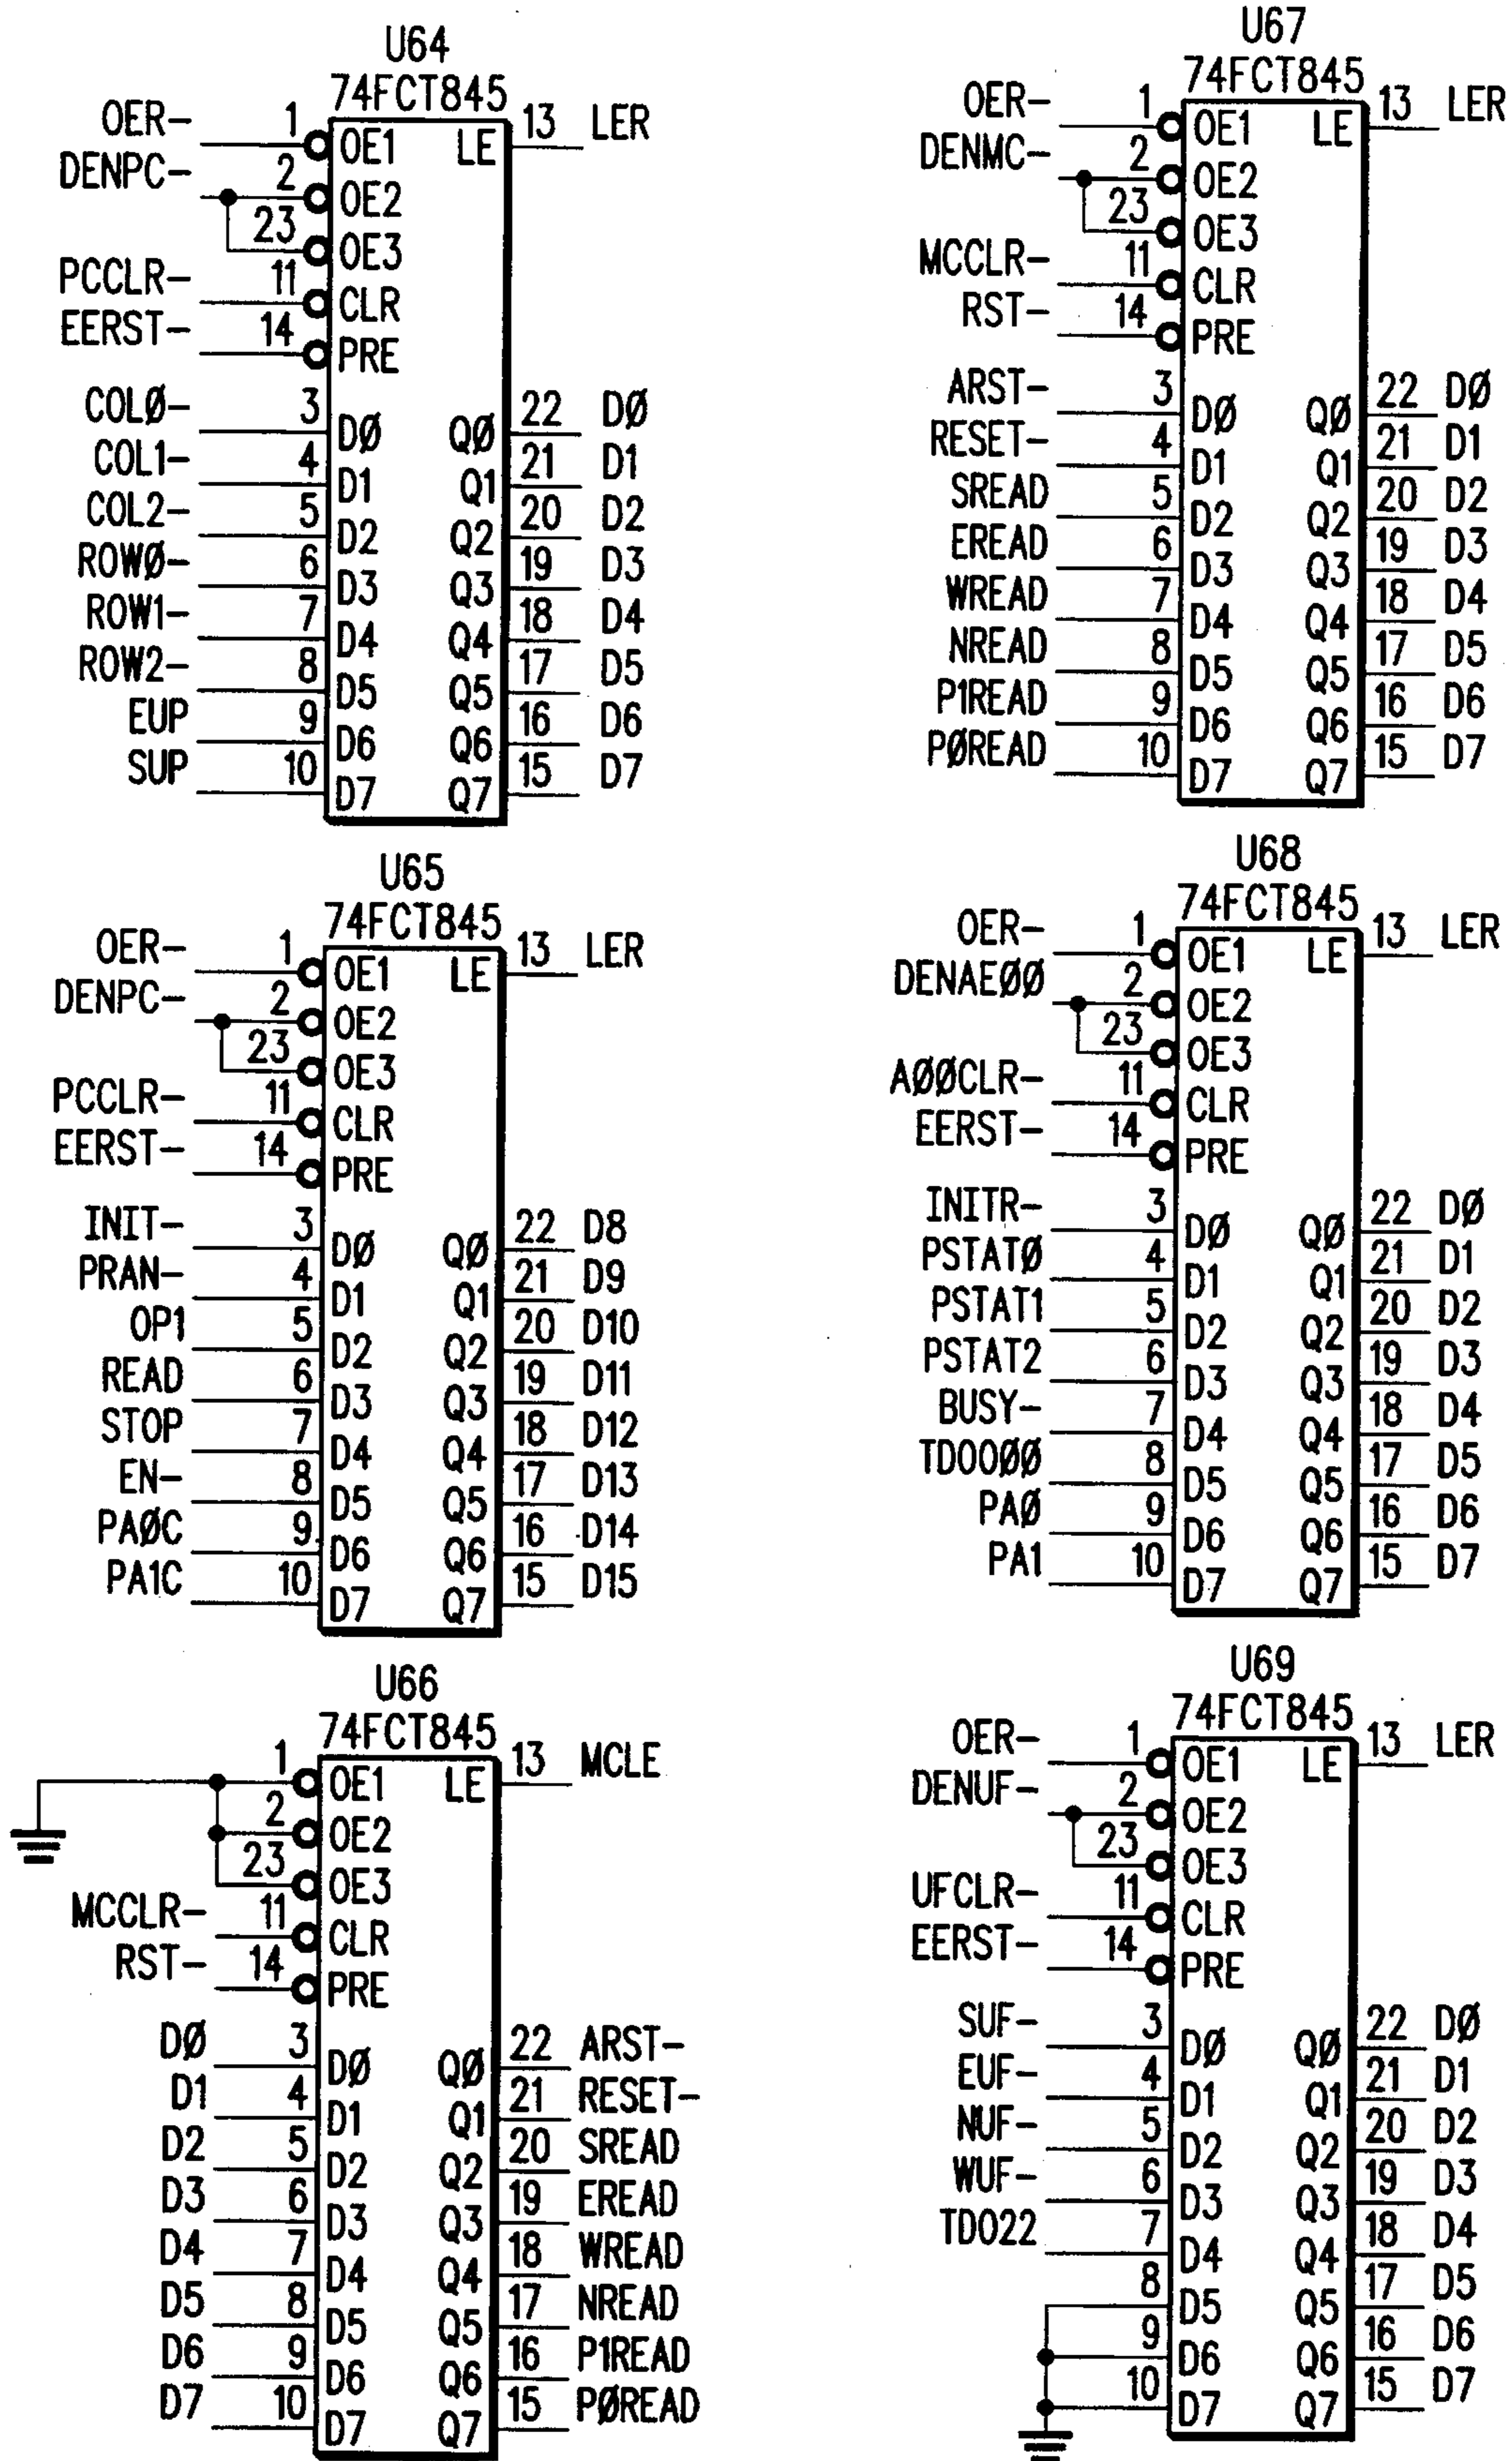 U64
74FCT845
OER- 1 OE1 LE 13 LER
DENPC- 2 OE2
23 OE3
PCCLR- 11 CLR
EERST- 14 PRE
COLØ- 3 DØ QØ 22 DØ
COL1- 4 D1 Q1 21 D1
COL2- 5 D2 Q2 20 D2
ROWØ- 6 D3 Q3 19 D3
ROW1- 7 D4 Q4 18 D4
ROW2- 8 D5 Q5 17 D5
EUP 9 D6 Q6 16 D6
SUP 10 D7 Q7 15 D7
U65
74FCT845
OER- 1 OE1 LE 13 LER
DENPC- 2 OE2
23 OE3
PCCLR- 11 CLR
EERST- 14 PRE
INIT- 3 DØ QØ 22 D8
PRAN- 4 D1 Q1 21 D9
OP1 5 D2 Q2 20 D10
READ 6 D3 Q3 19 D11
STOP 7 D4 Q4 18 D12
EN- 8 D5 Q5 17 D13
PAØC 9 D6 Q6 16 D14
PA1C 10 D7 Q7 15 D15
U66
74FCT845
1 OE1 LE 13 MCLE
2 OE2
23 OE3
MCCLR- 11 CLR
RST- 14 PRE
DØ 3 DØ QØ 22 ARST-
D1 4 D1 Q1 21 RESET-
D2 5 D2 Q2 20 SREAD
D3 6 D3 Q3 19 EREAD
D4 7 D4 Q4 18 WREAD
D5 8 D5 Q5 17 NREAD
D6 9 D6 Q6 16 P1READ
D7 10 D7 Q7 15 PØREAD
U67
74FCT845
OER- 1 OE1 LE 13 LER
DENMC- 2 OE2
23 OE3
MCCLR- 11 CLR
RST- 14 PRE
ARST- 3 DØ QØ 22 DØ
RESET- 4 D1 Q1 21 D1
SREAD 5 D2 Q2 20 D2
EREAD 6 D3 Q3 19 D3
WREAD 7 D4 Q4 18 D4
NREAD 8 D5 Q5 17 D5
P1READ 9 D6 Q6 16 D6
PØREAD 10 D7 Q7 15 D7
U68
74FCT845
OER- 1 OE1 LE 13 LER
DENAEØØ 2 OE2
23 OE3
AØØCLR- 11 CLR
EERST- 14 PRE
INITR- 3 DØ QØ 22 DØ
PSTATØ 4 D1 Q1 21 D1
PSTAT1 5 D2 Q2 20 D2
PSTAT2 6 D3 Q3 19 D3
BUSY- 7 D4 Q4 18 D4
TDOOØØ 8 D5 Q5 17 D5
PAØ 9 D6 Q6 16 D6
PA1 10 D7 Q7 15 D7
U69
74FCT845
OER- 1 OE1 LE 13 LER
DENUF- 2 OE2
23 OE3
UFCLR- 11 CLR
EERST- 14 PRE
SUF- 3 DØ QØ 22 DØ
EUF- 4 D1 Q1 21 D1
NUF- 5 D2 Q2 20 D2
WUF- 6 D3 Q3 19 D3
TDO22 7 D4 Q4 18 D4
8 D5 Q5 17 D5
9 D6 Q6 16 D6
10 D7 Q7 15 D7